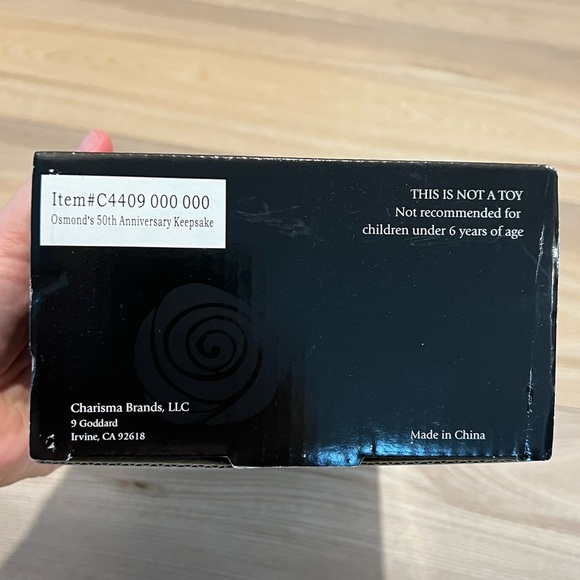 Item#C4409 000 000
Osmond's 50th Anniversary Keepsake
THIS IS NOT A TOY
Not recommended for
children under 6 years of age
Charisma Brands, LLC
9 Goddard
Irvine, CA 92618
Made in China